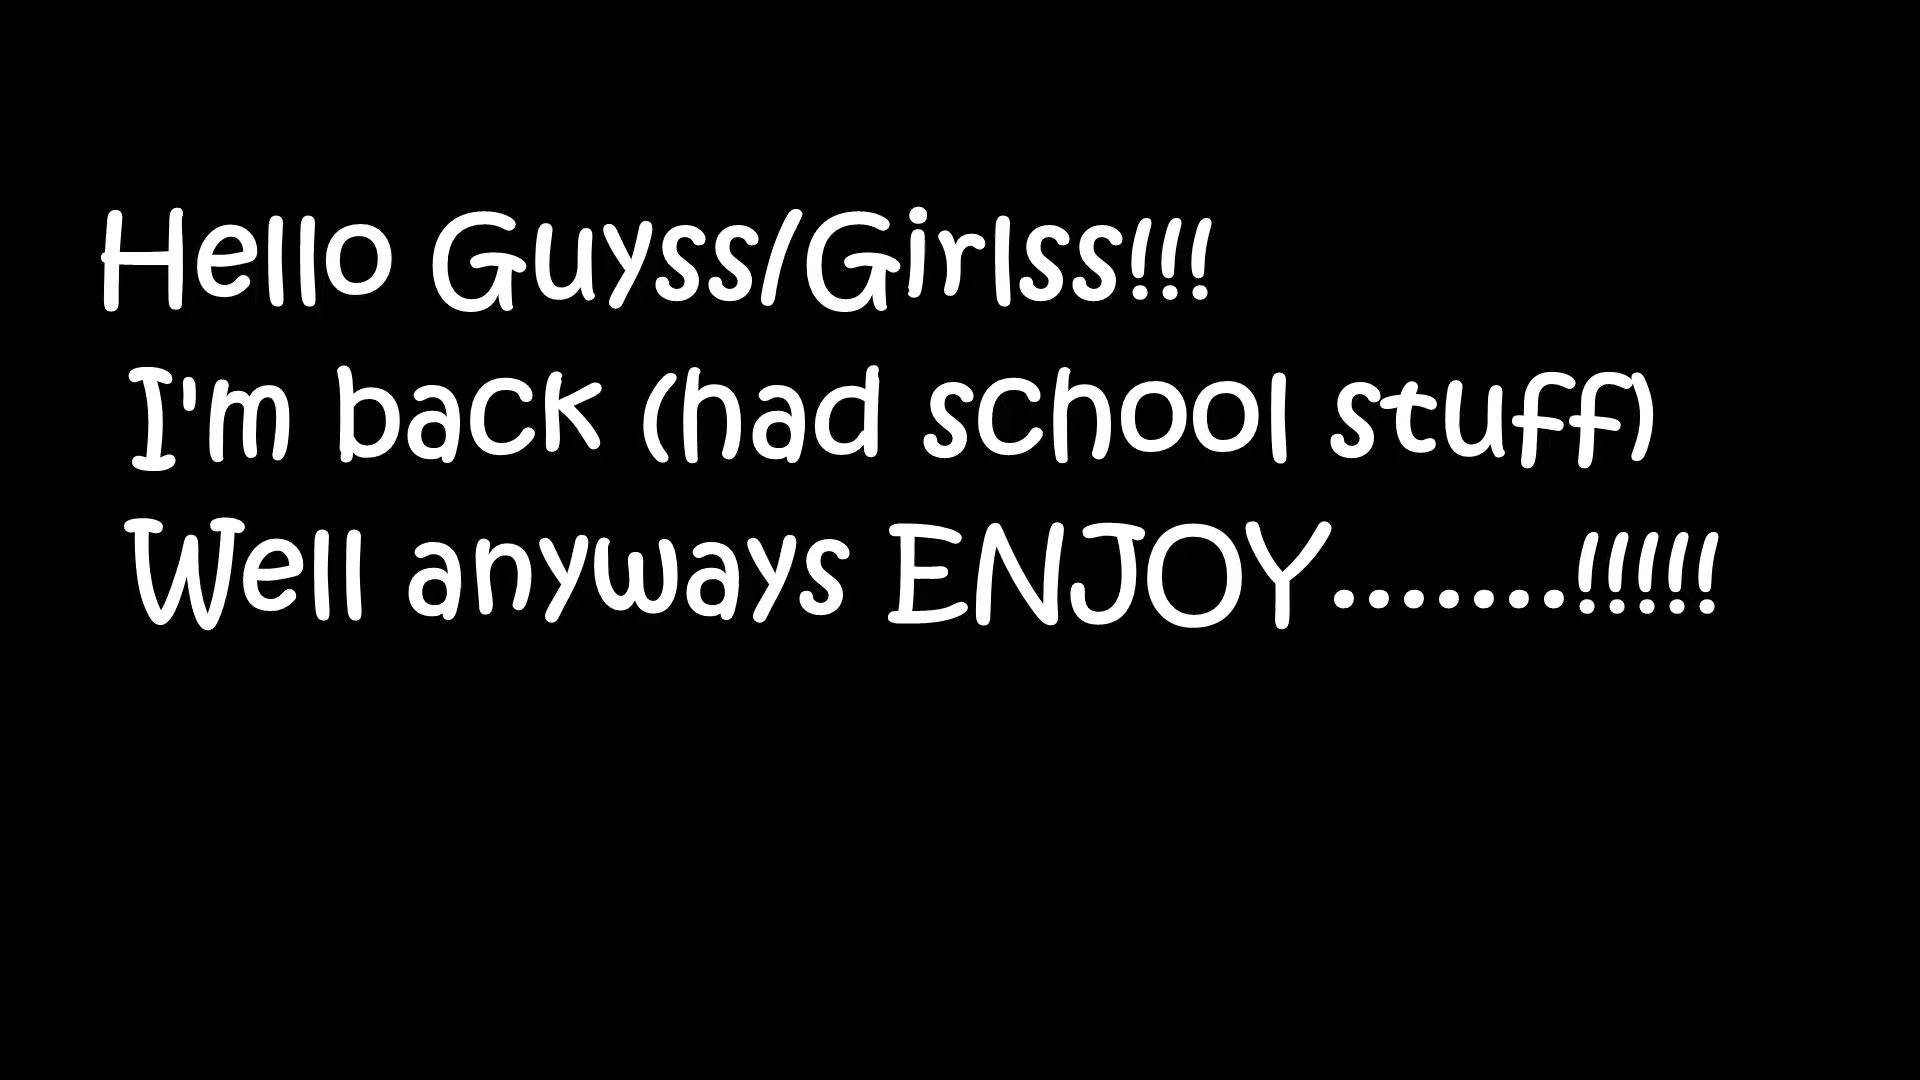 Hello Guyss/Girlss!!!
I'm back (had school stuff)
Well anyways ENJOY.......!!!!!